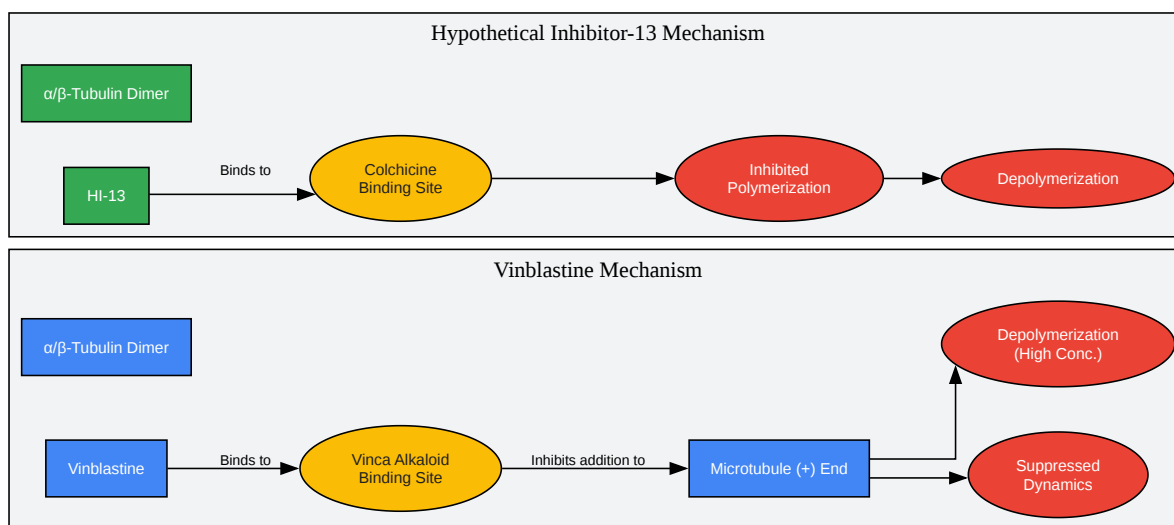 Hypothetical Inhibitor-13 Mechanism
α/β-Tubulin Dimer
HI-13
Binds to
Colchicine
Binding Site
Inhibited
Polymerization
Depolymerization
Vinblastine Mechanism
α/β-Tubulin Dimer
Depolymerization
(High Conc.)
Vinblastine
Binds to
Vinca Alkaloid
Binding Site
Inhibits addition to
Microtubule (+) End
Suppressed
Dynamics